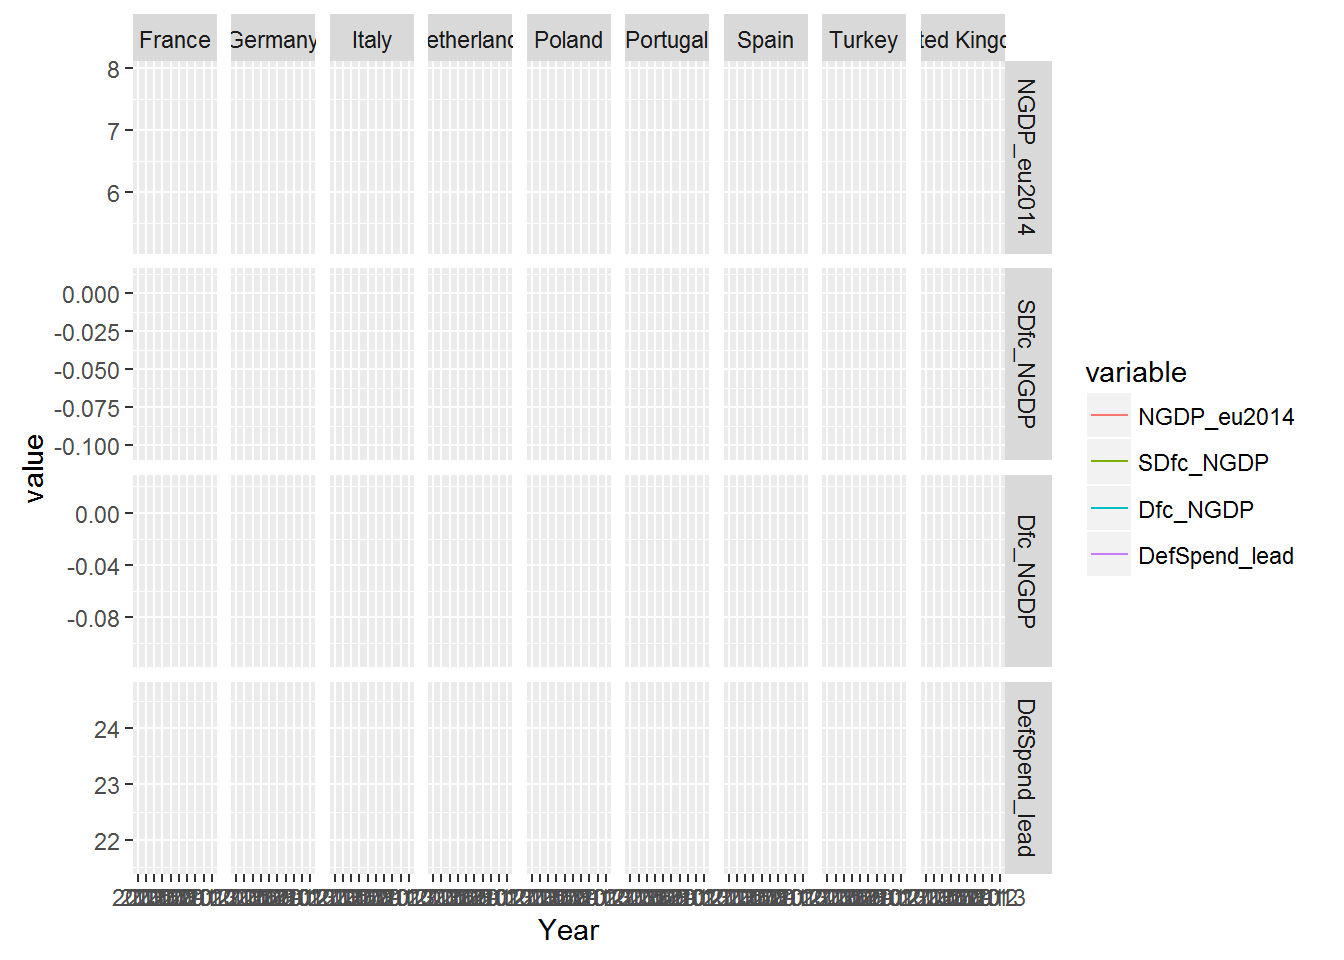 France Germany Italy etherland Poland Portugal Spain Turkey ted Kingd
8
7
6
NGDP_eu2014
0.000
-0.025
-0.050
-0.075
-0.100
SDfc_NGDP
0.00
-0.04
-0.08
Dfc_NGDP
24
23
22
DefSpend_lead
value
Year
variable
NGDP_eu2014
SDfc_NGDP
Dfc_NGDP
DefSpend_lead